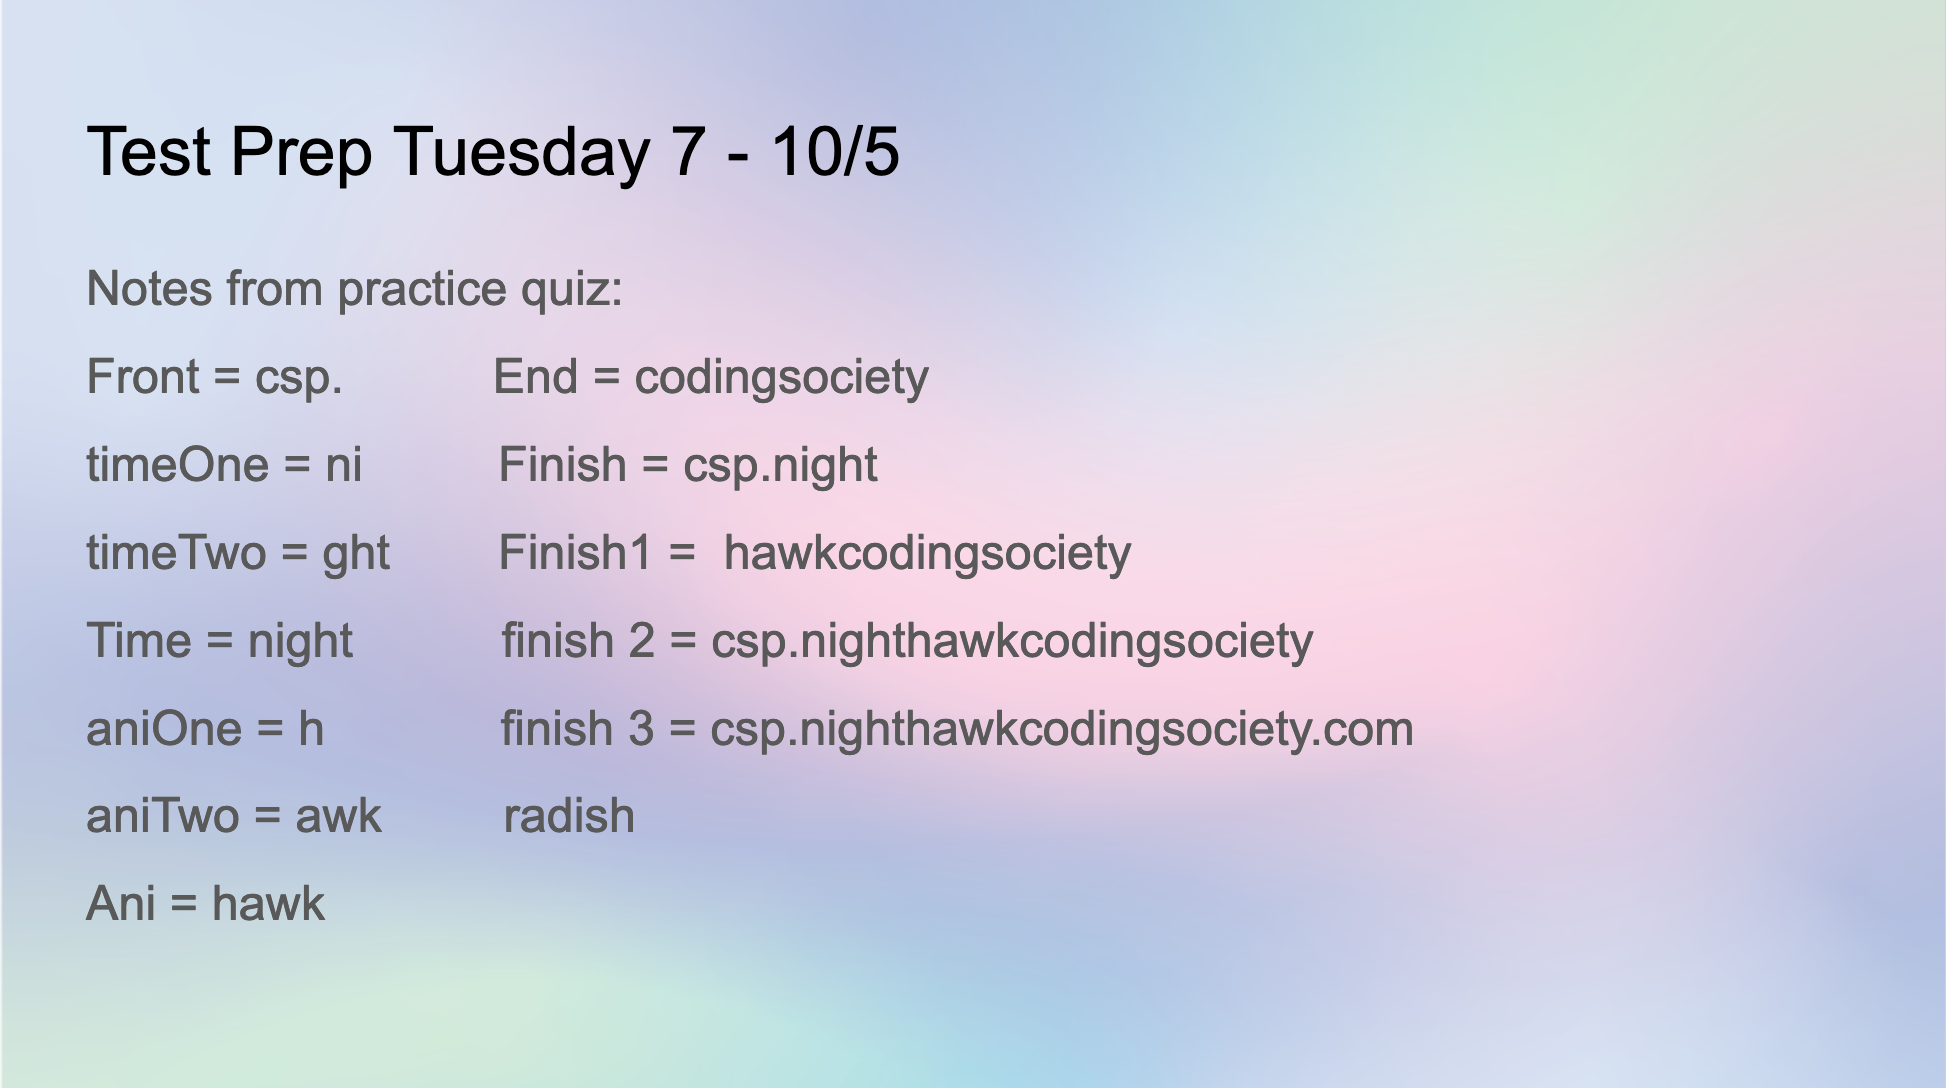 Test Prep Tuesday 7 - 10/5
Notes from practice quiz:
Front = csp. End = codingsociety
timeOne = ni Finish = csp.night
timeTwo = ght Finish1 = hawkcodingsociety
Time = night finish 2 = csp.nighthawkcodingsociety
aniOne = h finish 3 = csp.nighthawkcodingsociety.com
aniTwo = awk radish
Ani = hawk